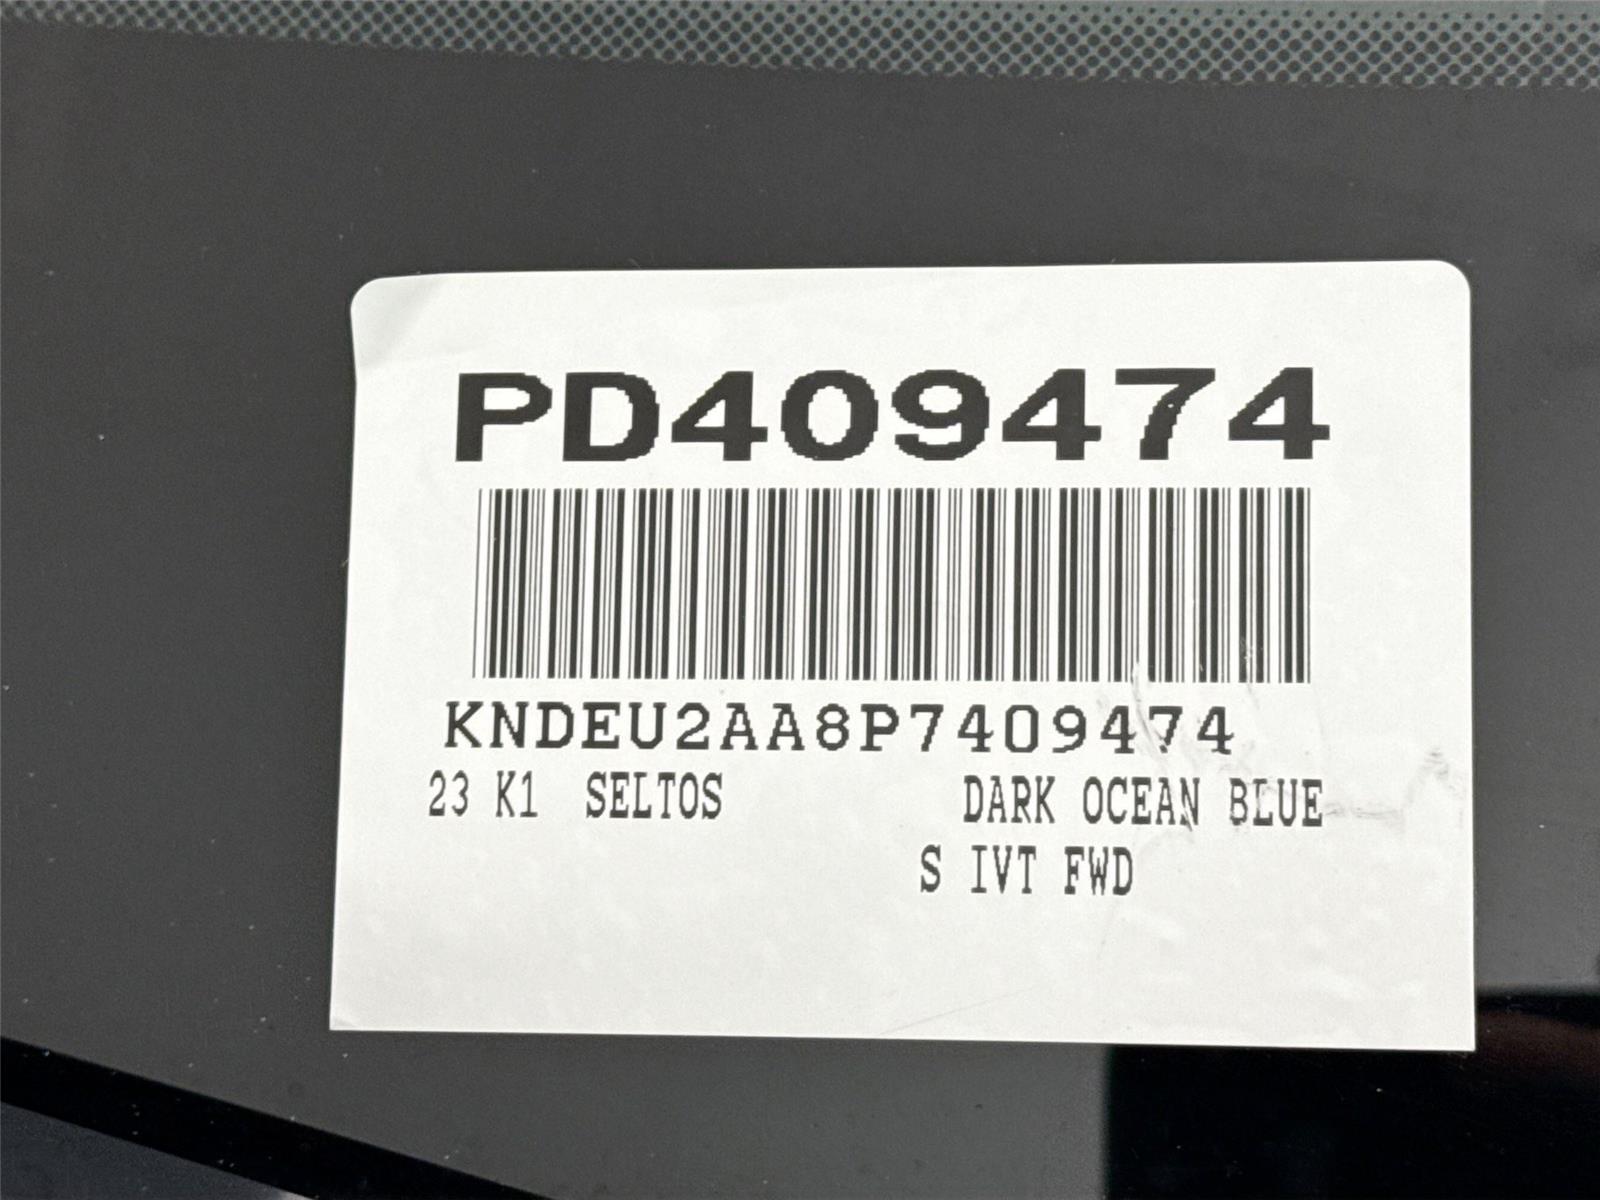 PD409474
KNDEU2AA8P7409474
23 K1 SELTOS DARK OCEAN BLUE
S IVT FWD